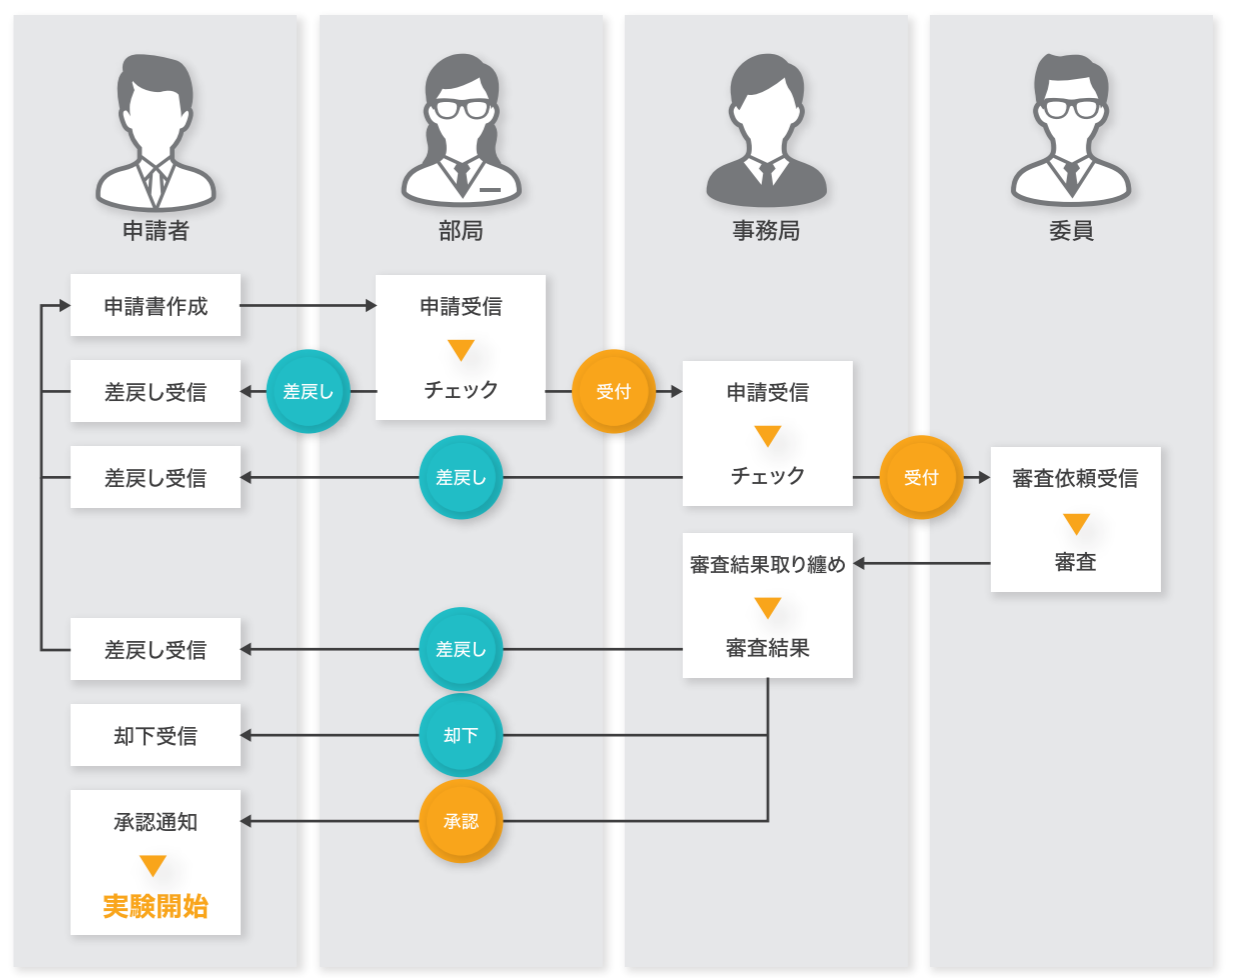 申請者
部局
事務局
委員
申請書作成
申請受信
差戻し受信
差戻し
チェック
受付
申請受信
差戻し受信
差戻し
チェック
受付
審査依頼受信
審査結果取り纏め
審査
差戻し受信
差戻し
審査結果
却下受信
却下
承認通知
承認
実験開始